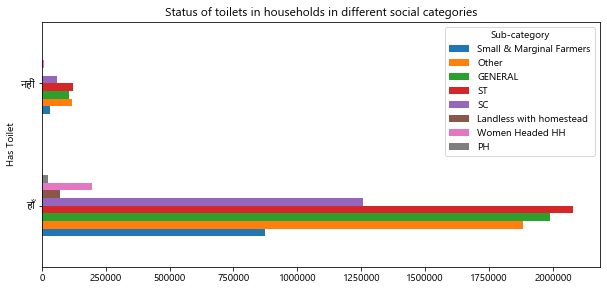 Status of toilets in households in different social categories
Sub-category
Small & Marginal Farmers
Other
GENERAL
ST
SC
Landless with homestead
Women Headed HH
PH
Has Toilet
0
250000
500000
750000
1000000
1250000
1500000
1750000
2000000